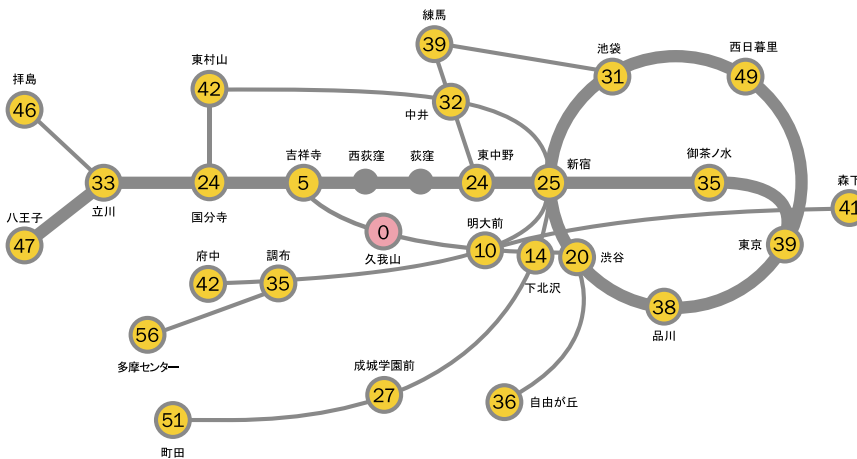 練馬
39
池袋
31
西日暮里
49
拝島
46
東村山
42
中井
32
吉祥寺
5
西荻窪
荻窪
東中野
24
新宿
25
御茶ノ水
35
森下
41
立川
33
国分寺
24
八王子
47
久我山
0
明大前
10
下北沢
14
渋谷
20
東京
39
府中
42
調布
35
品川
38
多摩センター
56
成城学園前
27
自由が丘
36
町田
51